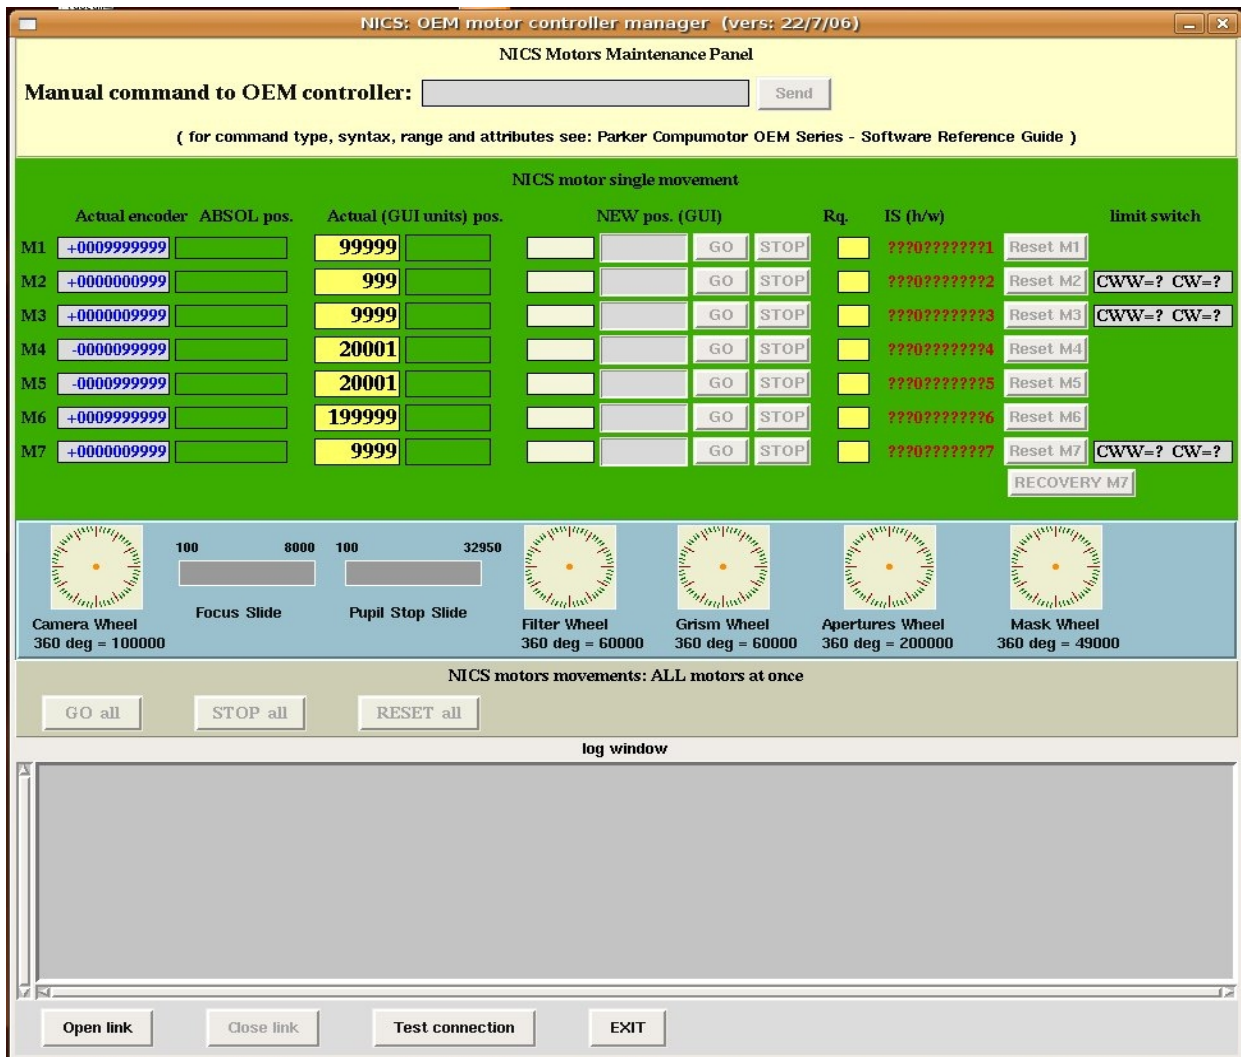 NICS: OEM motor controller manager (vers: 22/7/06)
NICS Motors Maintenance Panel
Manual command to OEM controller: Send
( for command type, syntax, range and attributes see: Parker Compumotor OEM Series - Software Reference Guide )
NICS motor single movement
Actual encoder ABSOL pos. Actual (GUI units) pos. NEW pos. (GUI) Rq. IS (h/w) limit switch
M1 +0009999999 99999 GO STOP ???0???????1 Reset M1
M2 +0000000999 999 GO STOP ???0???????2 Reset M2 CWW=? CW=?
M3 +0000009999 9999 GO STOP ???0???????3 Reset M3 CWW=? CW=?
M4 -0000099999 20001 GO STOP ???0???????4 Reset M4
M5 -0000999999 20001 GO STOP ???0???????5 Reset M5
M6 +0009999999 199999 GO STOP ???0???????6 Reset M6
M7 +0000009999 9999 GO STOP ???0???????7 Reset M7 CWW=? CW=?
RECOVERY M7
100 8000 100 32950
Focus Slide Pupil Stop Slide
Camera Wheel Filter Wheel Grism Wheel Apertures Wheel Mask Wheel
360 deg = 100000 360 deg = 60000 360 deg = 60000 360 deg = 200000 360 deg = 49000
NICS motors movements: ALL motors at once
GO all STOP all RESET all
log window
Open link Close link Test connection EXIT